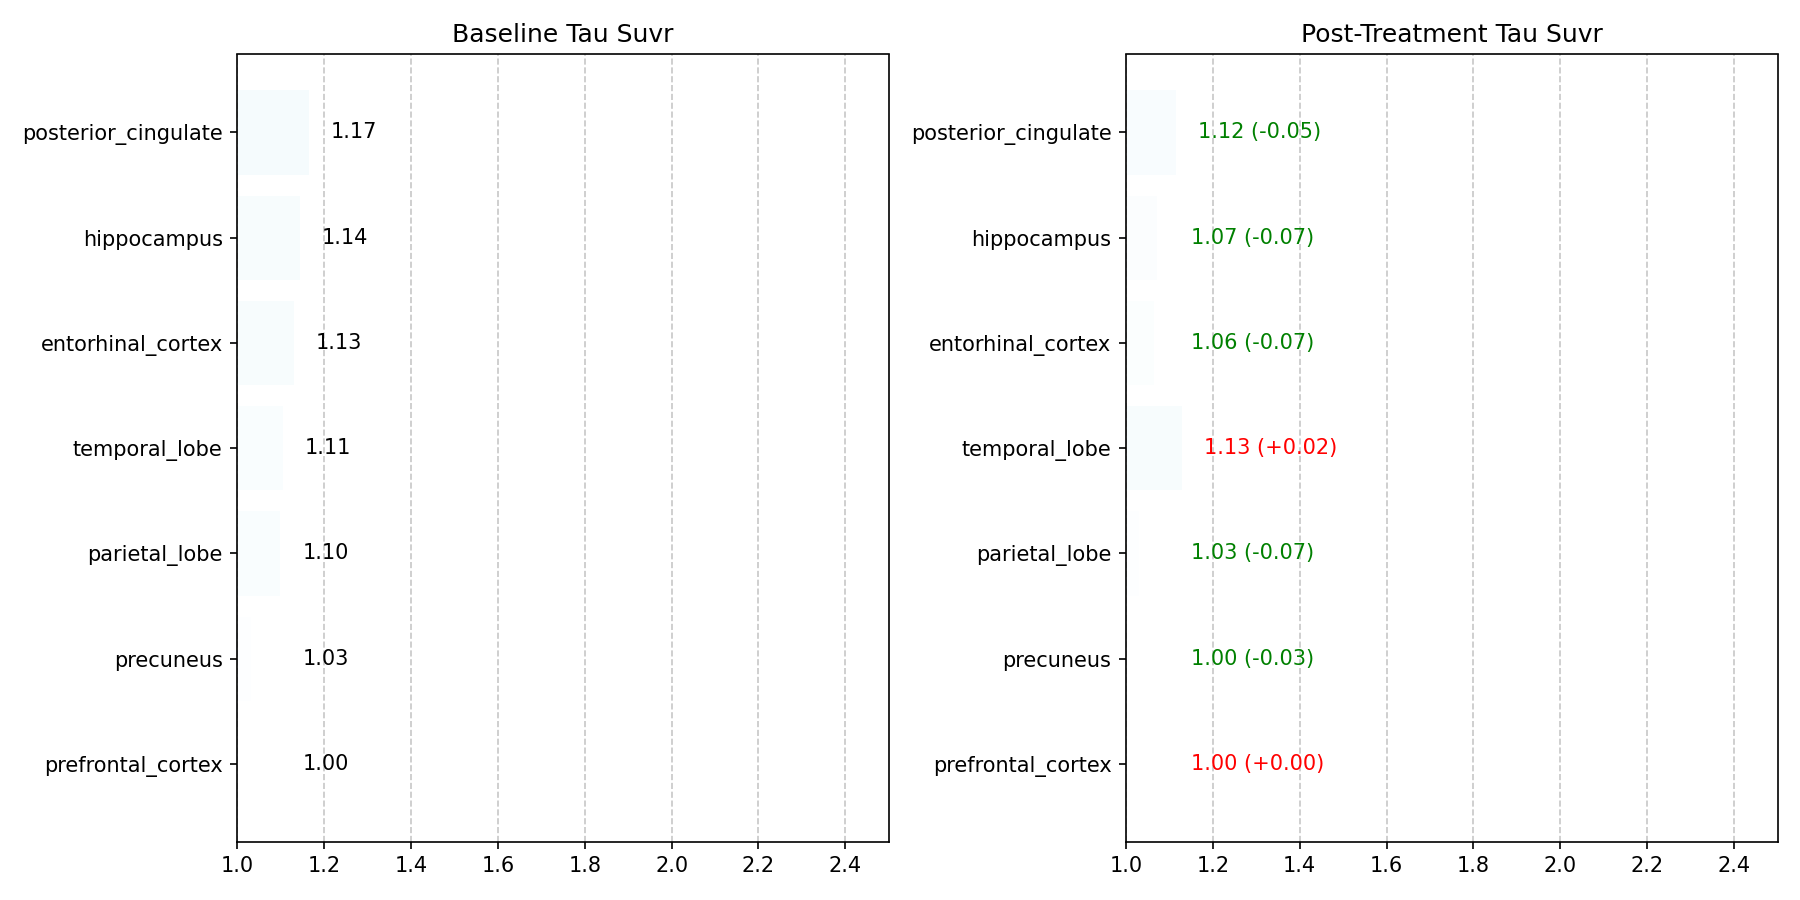 Baseline Tau Suvr
posterior_cingulate 1.17
hippocampus 1.14
entorhinal_cortex 1.13
temporal_lobe 1.11
parietal_lobe 1.10
precuneus 1.03
prefrontal_cortex 1.00
1.0 1.2 1.4 1.6 1.8 2.0 2.2 2.4
Post-Treatment Tau Suvr
posterior_cingulate 1.12 (-0.05)
hippocampus 1.07 (-0.07)
entorhinal_cortex 1.06 (-0.07)
temporal_lobe 1.13 (+0.02)
parietal_lobe 1.03 (-0.07)
precuneus 1.00 (-0.03)
prefrontal_cortex 1.00 (+0.00)
1.0 1.2 1.4 1.6 1.8 2.0 2.2 2.4